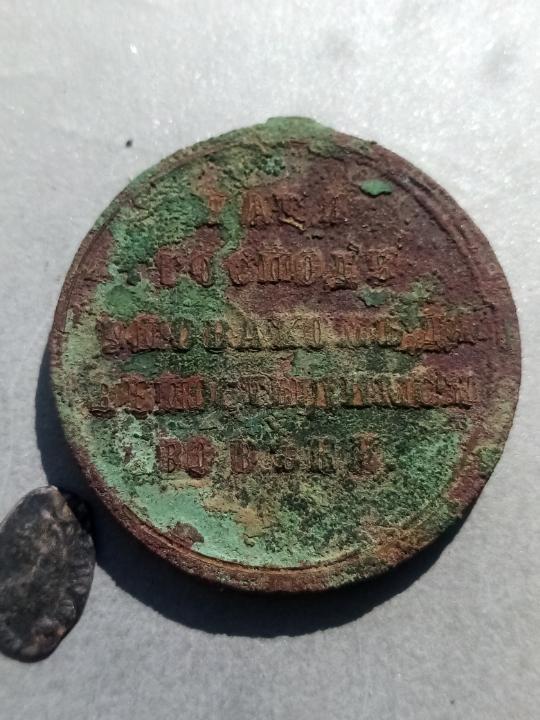 НА ТЯ
ГОСПОДИ
УПОВАХОМЪ ДА
НЕ ПОСТЫДИМСЯ
ВО ВѢКИ.